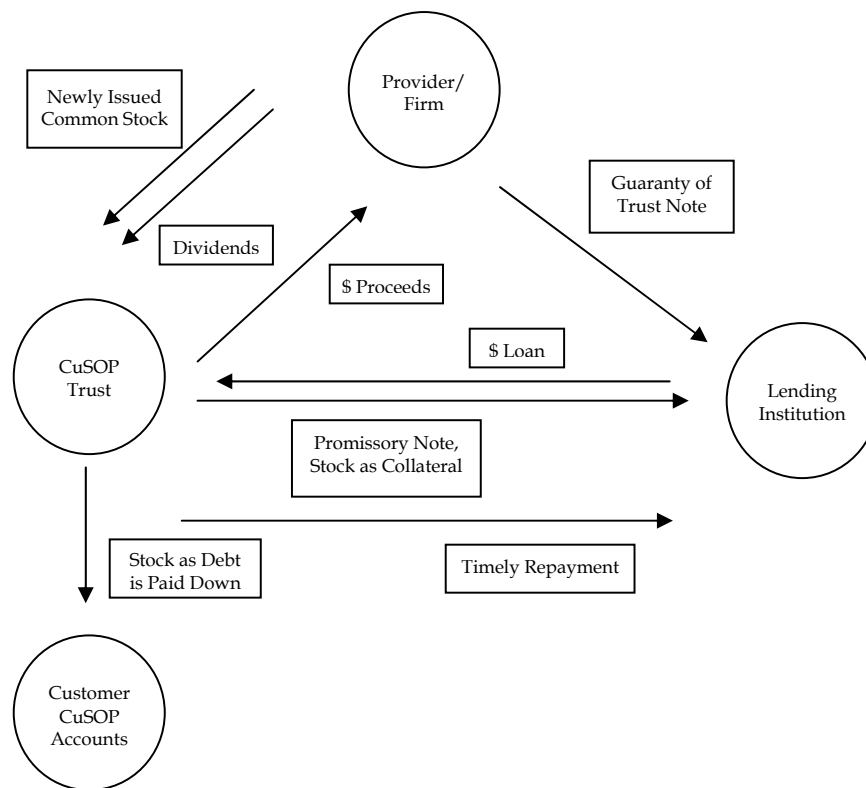 Provider/
Firm
Newly Issued
Common Stock
Guaranty of
Trust Note
Dividends
$ Proceeds
$ Loan
CuSOP
Trust
Lending
Institution
Promissory Note,
Stock as Collateral
Stock as Debt
is Paid Down
Timely Repayment
Customer
CuSOP
Accounts